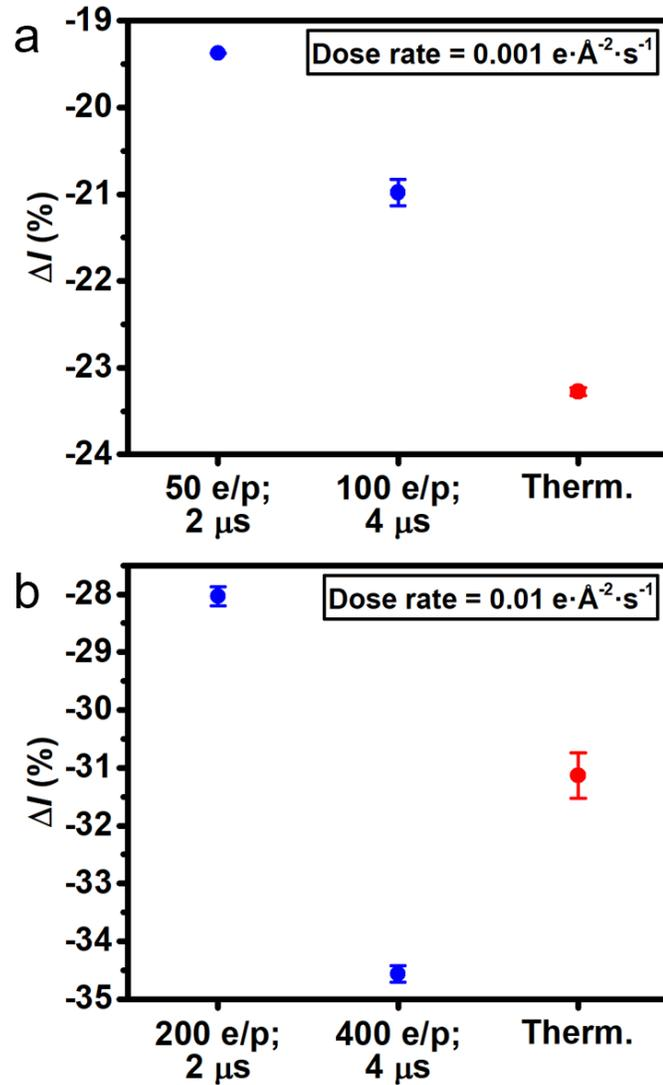 a
Dose rate = 0.001 e·Å⁻²·s⁻¹
ΔI (%)
-19
-20
-21
-22
-23
-24
50 e/p;
2 μs
100 e/p;
4 μs
Therm.
b
Dose rate = 0.01 e·Å⁻²·s⁻¹
ΔI (%)
-28
-29
-30
-31
-32
-33
-34
-35
200 e/p;
2 μs
400 e/p;
4 μs
Therm.